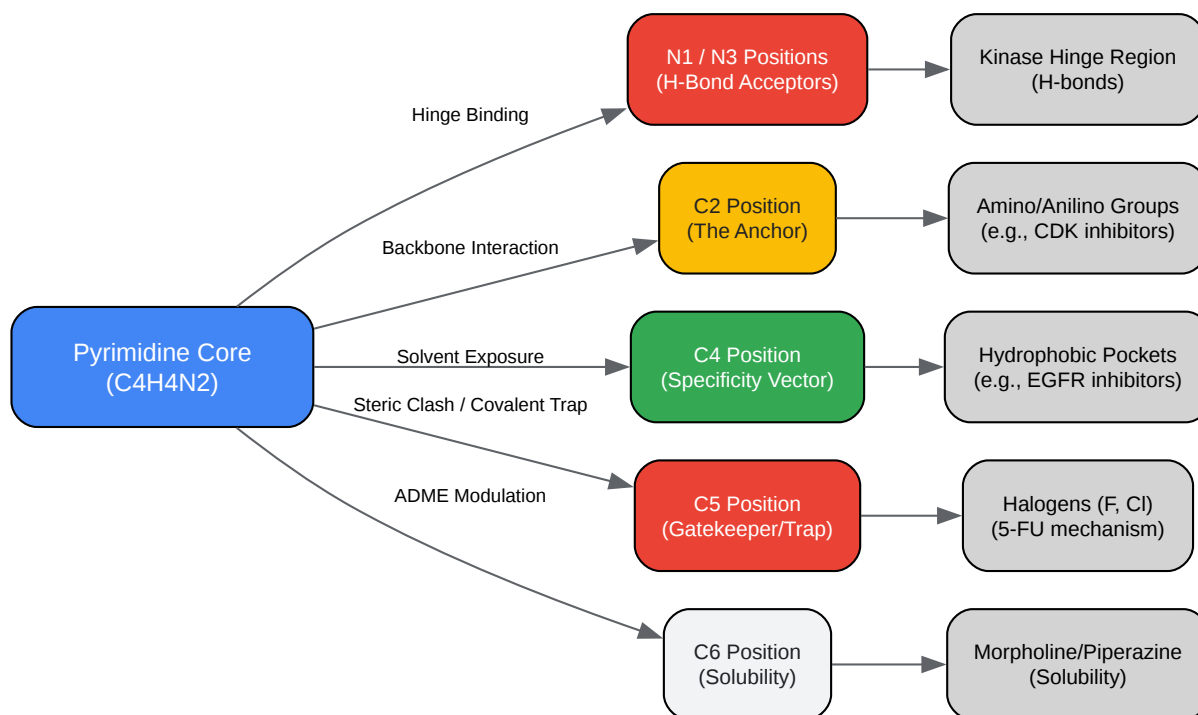 N1 / N3 Positions
(H-Bond Acceptors)
Kinase Hinge Region
(H-bonds)
Hinge Binding
C2 Position
(The Anchor)
Amino/Anilino Groups
(e.g., CDK inhibitors)
Backbone Interaction
Pyrimidine Core
(C4H4N2)
Solvent Exposure
C4 Position
(Specificity Vector)
Hydrophobic Pockets
(e.g., EGFR inhibitors)
Steric Clash / Covalent Trap
C5 Position
(Gatekeeper/Trap)
Halogens (F, Cl)
(5-FU mechanism)
ADME Modulation
C6 Position
(Solubility)
Morpholine/Piperazine
(Solubility)